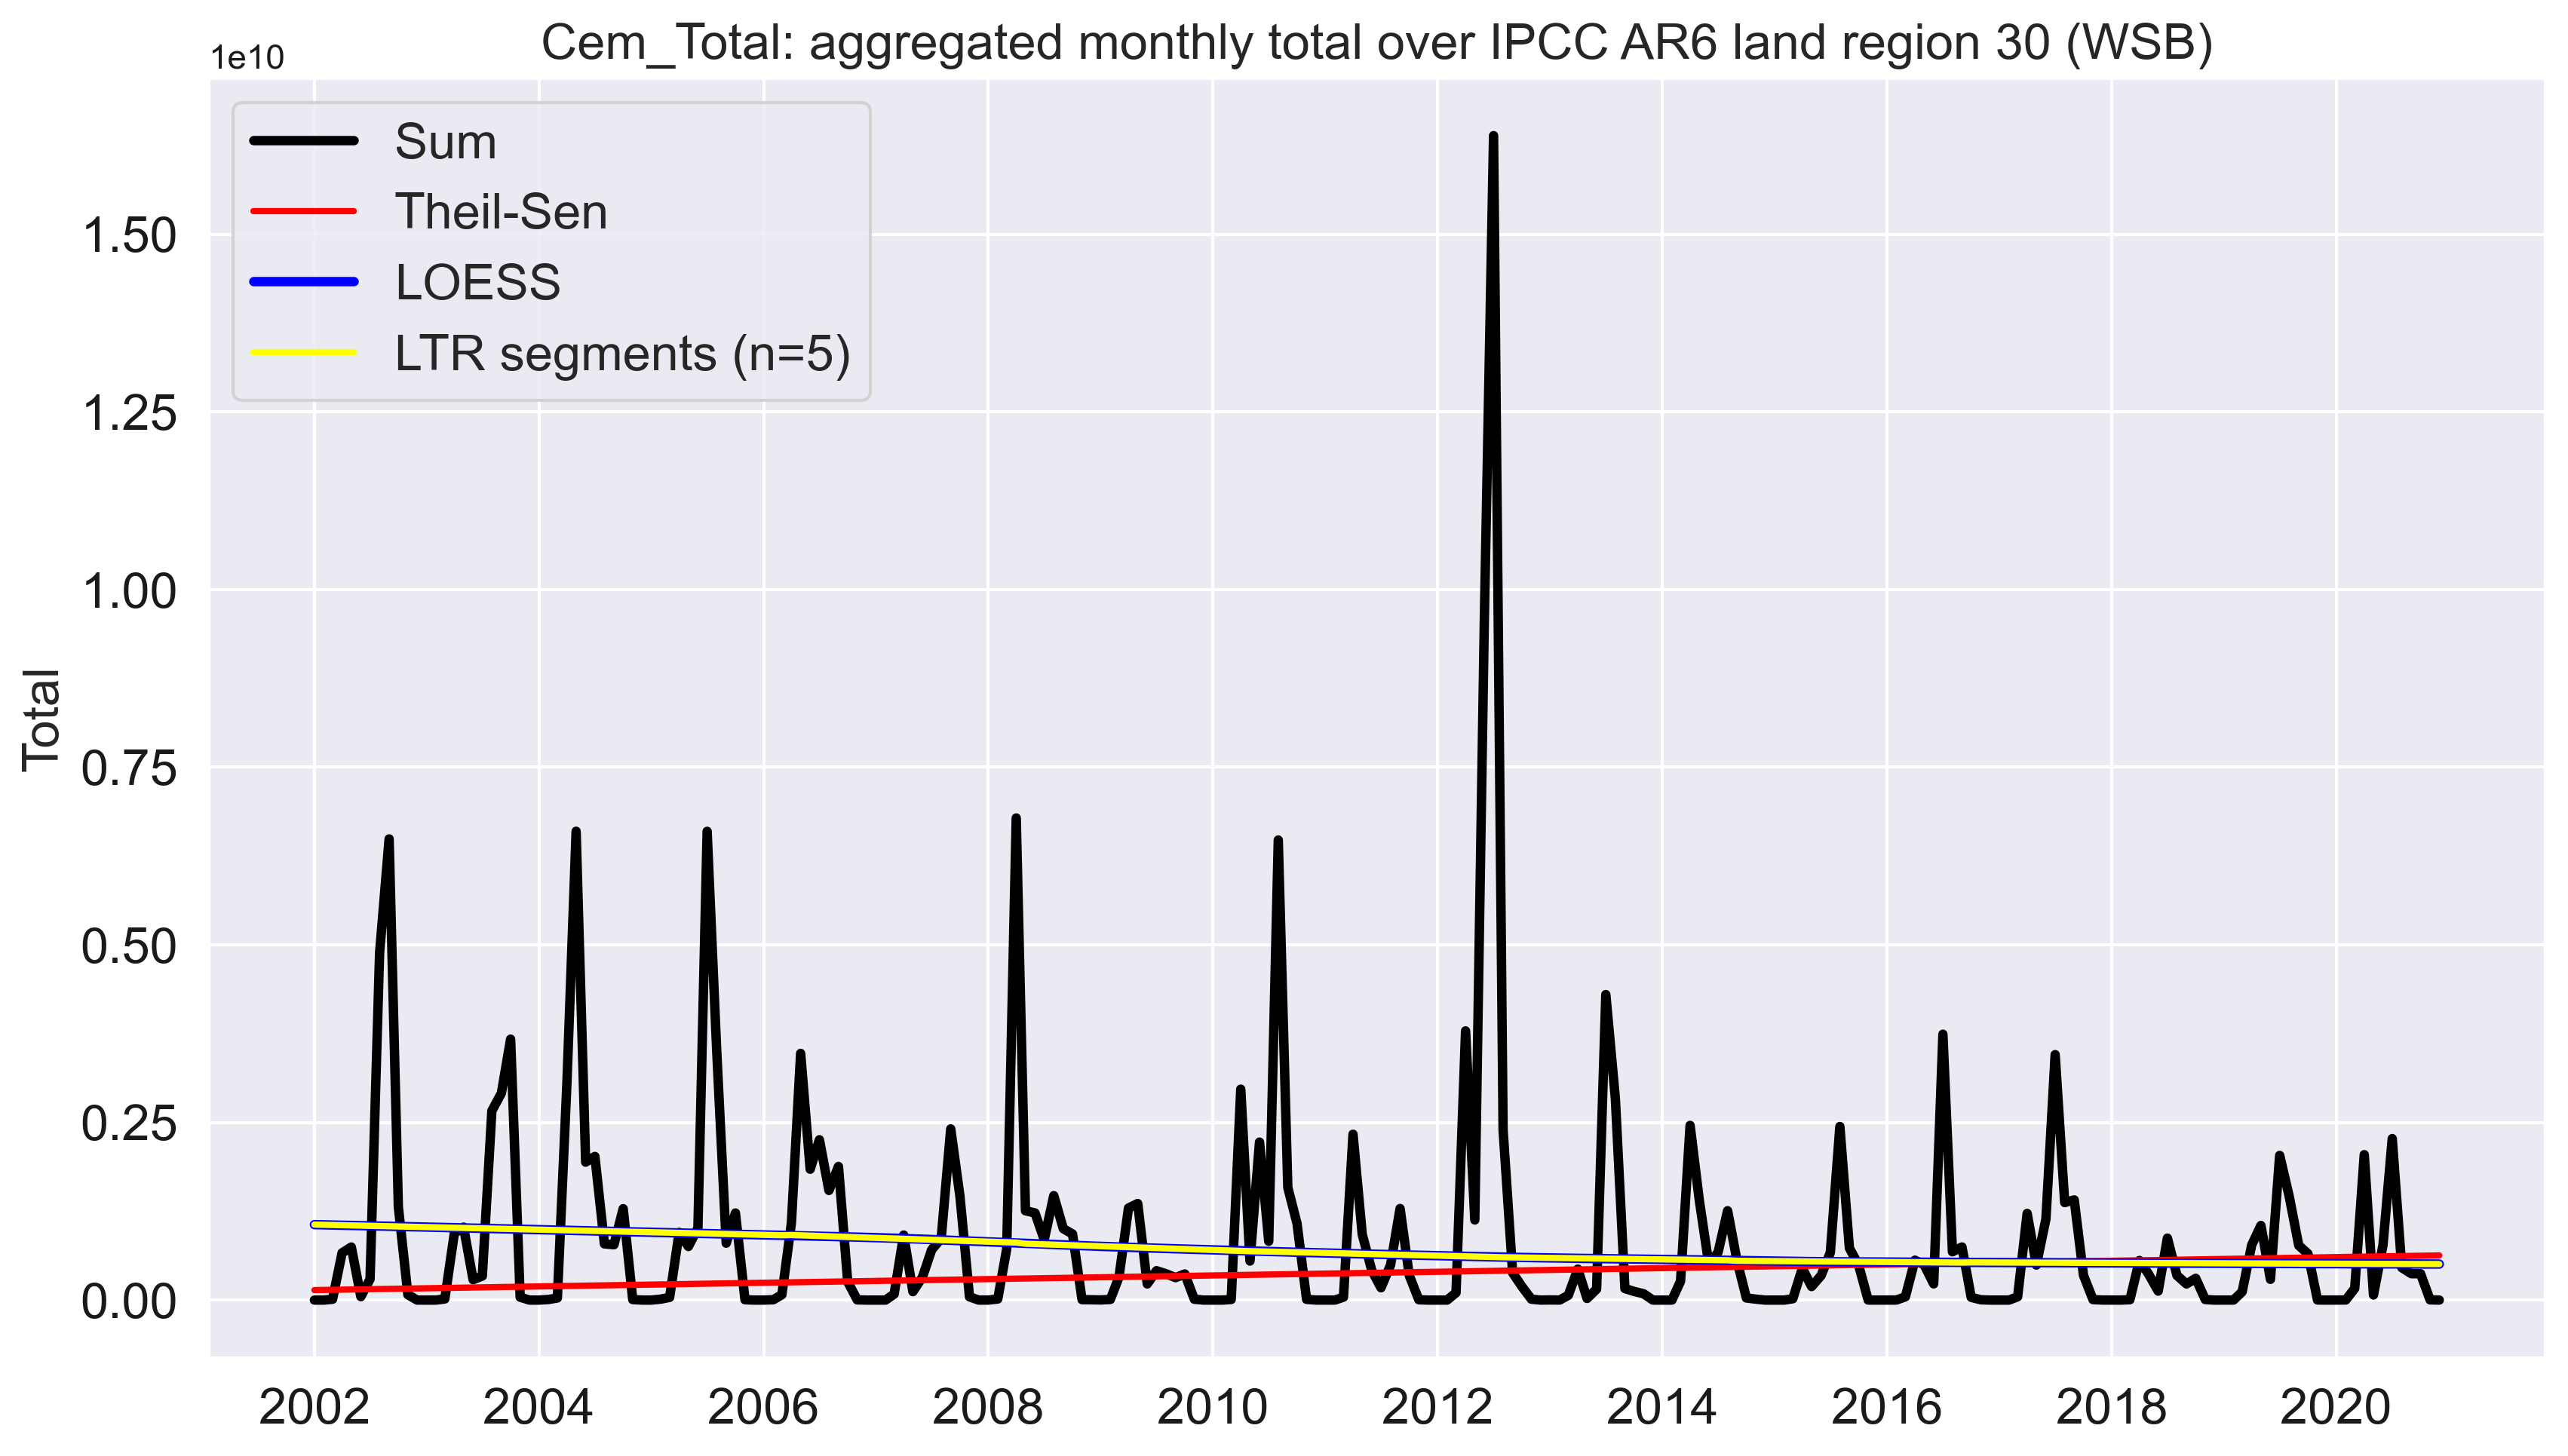 Cem_Total: aggregated monthly total over IPCC AR6 land region 30 (WSB)
1e10
Sum
Theil-Sen
LOESS
LTR segments (n=5)
Total
1.50
1.25
1.00
0.75
0.50
0.25
0.00
2002 2004 2006 2008 2010 2012 2014 2016 2018 2020